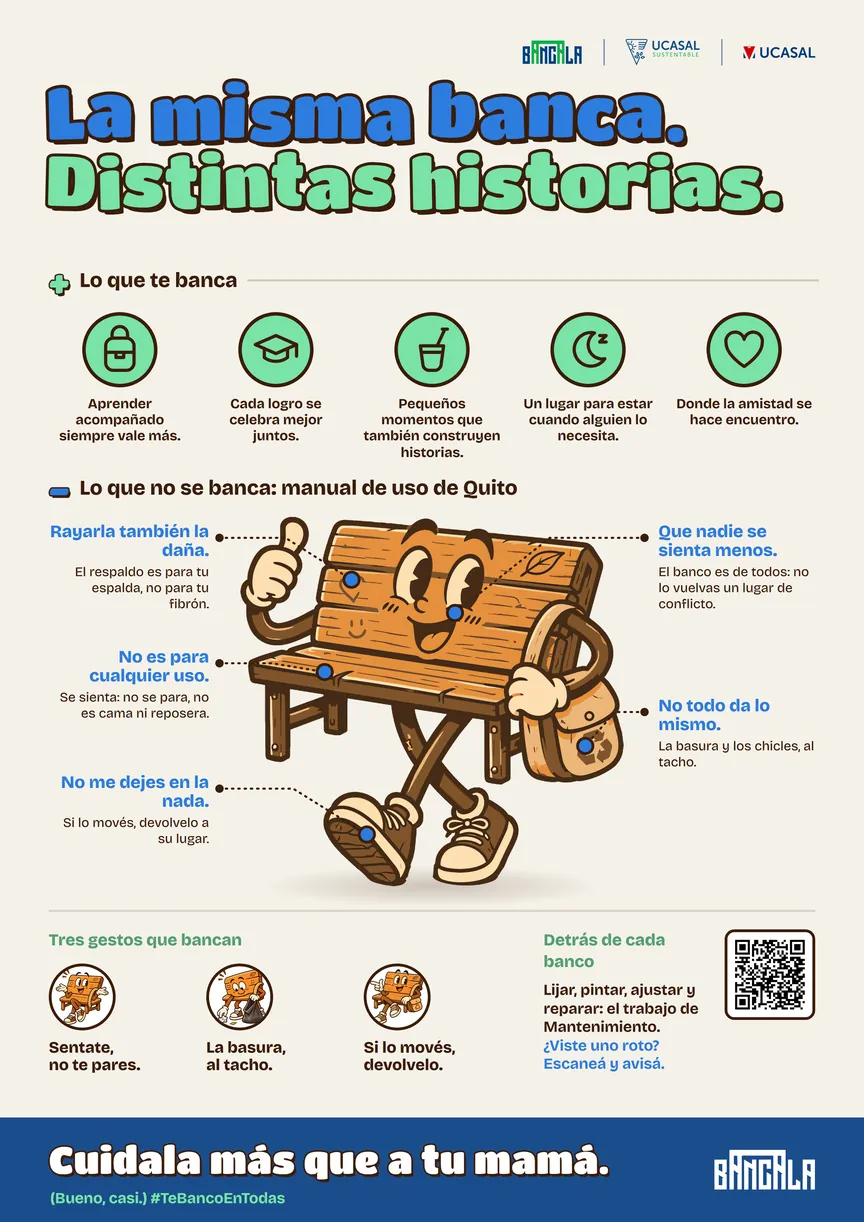 BANCALA
UCASAL
SUSTENTABLE
UCASAL
La misma banca.
Distintas historias.
Lo que te banca
Aprender
acompañado
siempre vale más.
Cada logro se
celebra mejor
juntos.
Pequeños
momentos que
también construyen
historias.
Un lugar para estar
cuando alguien lo
necesita.
Donde la amistad se
hace encuentro.
Lo que no se banca: manual de uso de Quito
Rayarla también la
daña.
El respaldo es para tu
espalda, no para tu
fibrón.
No es para
cualquier uso.
Se sienta: no se para, no
es cama ni reposera.
No me dejes en la
nada.
Si lo movés, devolvelo a
su lugar.
Que nadie se
sienta menos.
El banco es de todos: no
lo vuelvas un lugar de
conflicto.
No todo da lo
mismo.
La basura y los chicles, al
tacho.
Tres gestos que bancan
Sentate,
no te pares.
La basura,
al tacho.
Si lo movés,
devolvelo.
Detrás de cada
banco
Lijar, pintar, ajustar y
reparar: el trabajo de
Mantenimiento.
¿Viste uno roto?
Escaneá y avisá.
Cuidala más que a tu mamá.
(Bueno, casi.) #TeBancoEnTodas
BANCALA